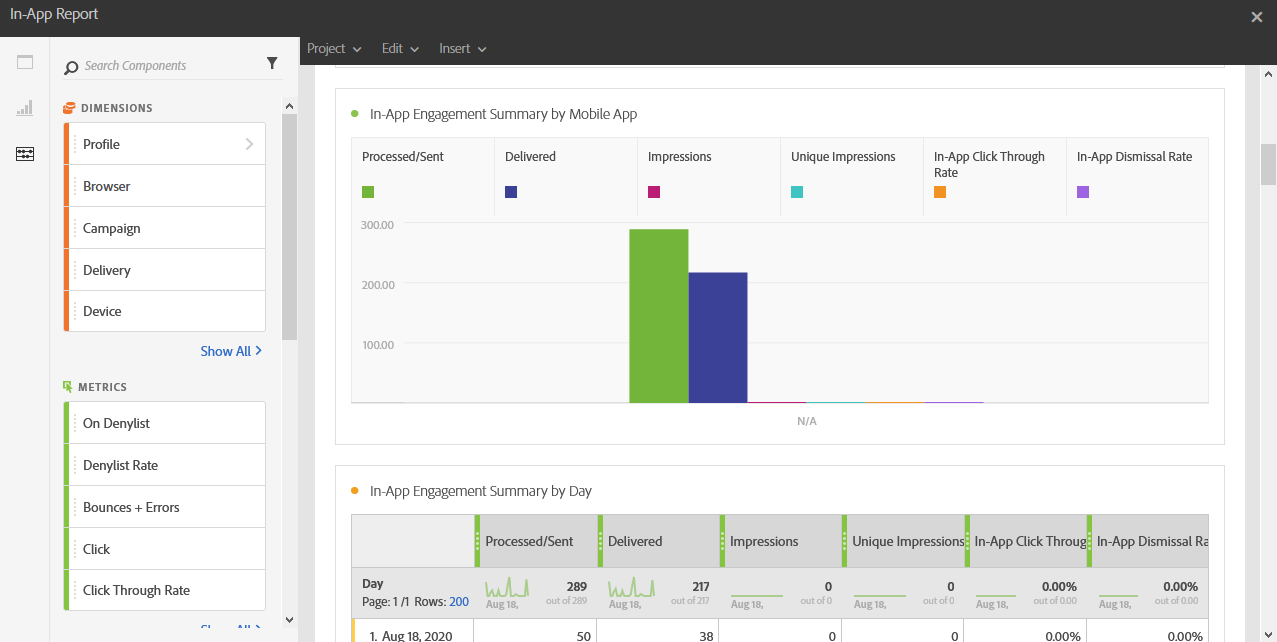 In-App Report
Project Edit Insert
Search Components
DIMENSIONS
Profile
Browser
Campaign
Delivery
Device
Show All
METRICS
On Denylist
Denylist Rate
Bounces + Errors
Click
Click Through Rate
Show All
In-App Engagement Summary by Mobile App
Processed/Sent Delivered Impressions Unique Impressions In-App Click Through In-App Dismissal Rate
Rate
300.00
200.00
100.00
N/A
In-App Engagement Summary by Day
Processed/Sent Delivered Impressions Unique Impressions In-App Click Throug In-App Dismissal Ra
Day 289 217 0 0 0.00% 0.00%
Page: 1 /1 Rows: 200 out of 289 out of 217 out of 0 out of 0 out of 0.00 out of 0.00
Aug 18, Aug 18, Aug 18, Aug 18, Aug 18, Aug 18,
1. Aug 18, 2020 50 38 0 0 0.00% 0.00%